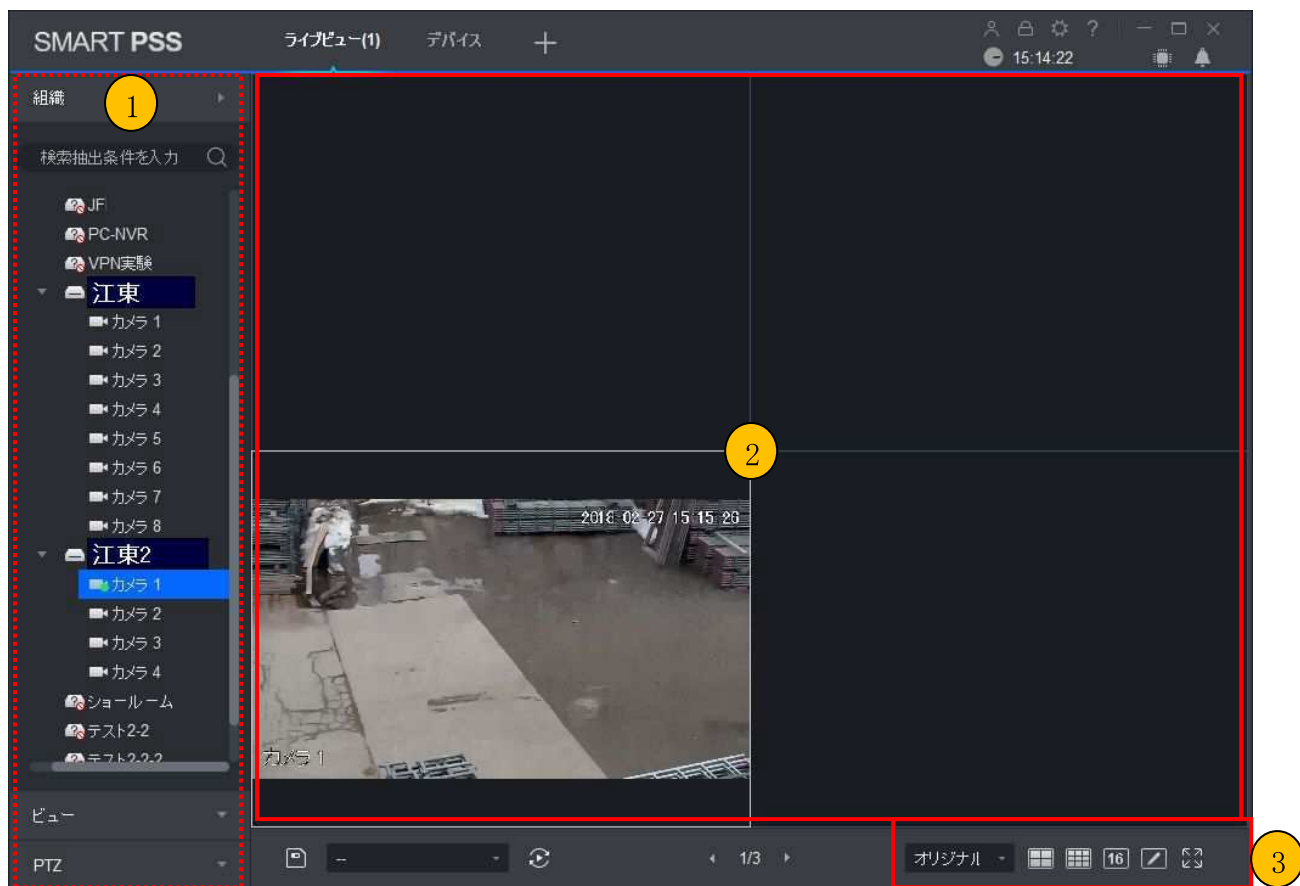 SMART PSS
ライブビュー(1)
デバイス
?
15:14:22
組織
1
検索抽出条件を入力
JF
PC-NVR
VPN実験
江東
カメラ 1
カメラ 2
カメラ 3
カメラ 4
カメラ 5
カメラ 6
カメラ 7
カメラ 8
江東2
カメラ 1
カメラ 2
カメラ 3
カメラ 4
ショールーム
テスト2-2
テスト2-2-2
ビュー
PTZ
2
2018-02-27 15:15:26
カメラ 1
--
1/3
オリジナル
16
3